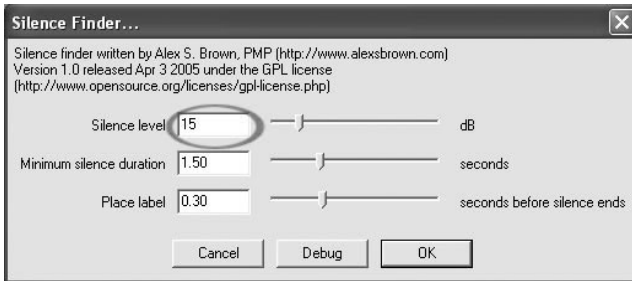 Silence Finder...
Silence finder written by Alex S. Brown, PMP (http://www.alexsbrown.com)
Version 1.0 released Apr 3 2005 under the GPL license
(http://www.opensource.org/licenses/gpl-license.php)
Silence level 15 dB
Minimum silence duration 1.50 seconds
Place label 0.30 seconds before silence ends
Cancel Debug OK